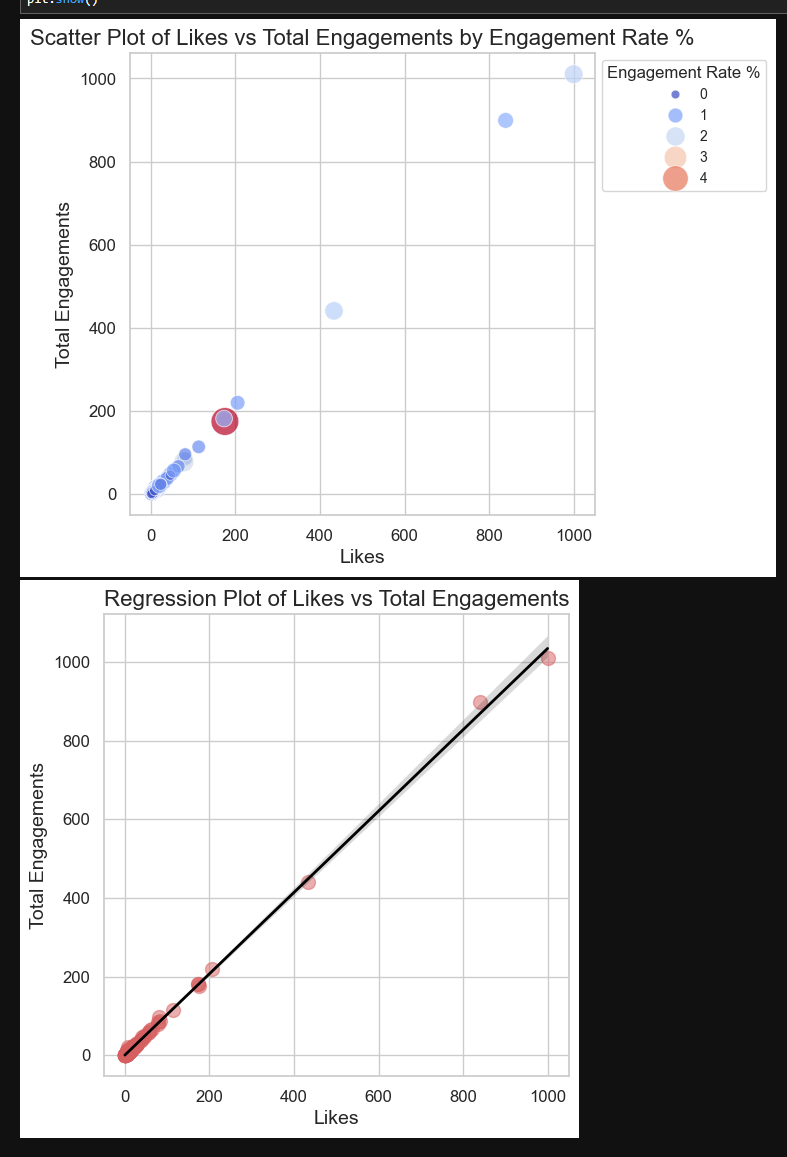 plt.show()
Scatter Plot of Likes vs Total Engagements by Engagement Rate %
Engagement Rate %
0
1
2
3
4
Total Engagements
1000
800
600
400
200
0
0 200 400 600 800 1000
Likes
Regression Plot of Likes vs Total Engagements
Total Engagements
1000
800
600
400
200
0
0 200 400 600 800 1000
Likes